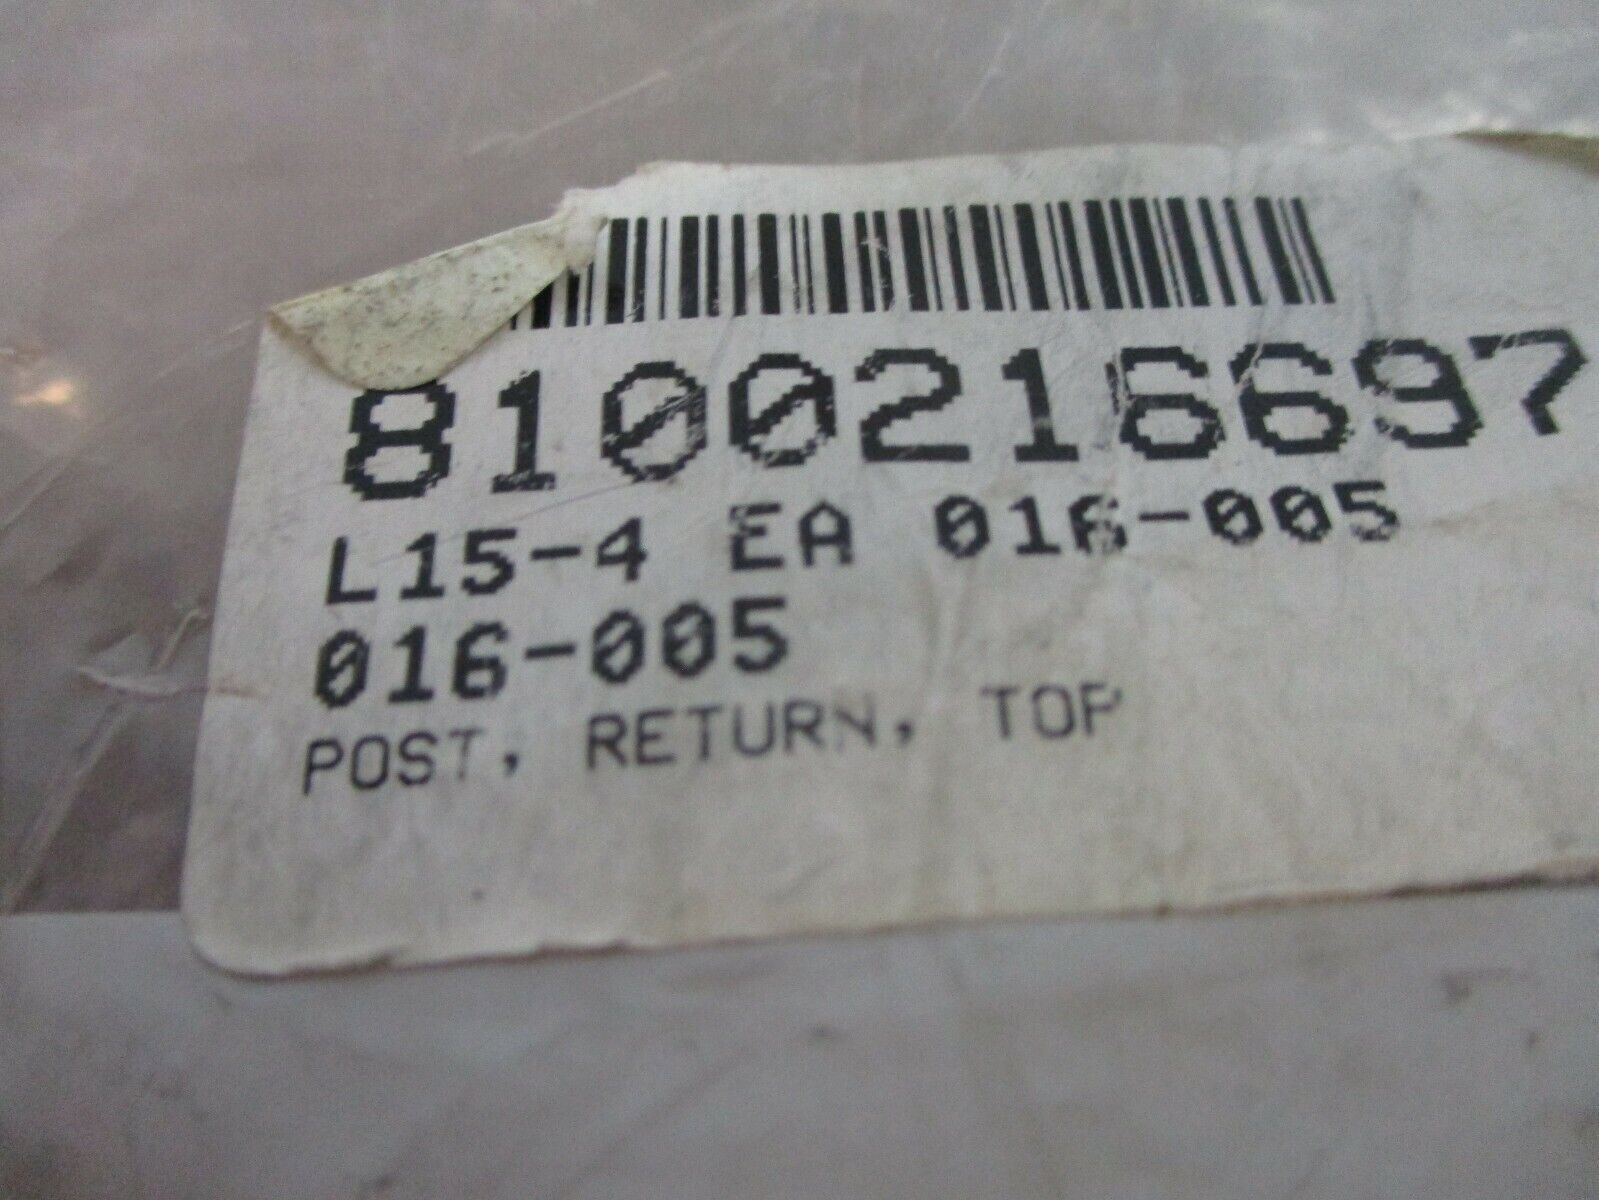 8100216697
L15-4 EA 016-005
016-005
POST, RETURN, TOP